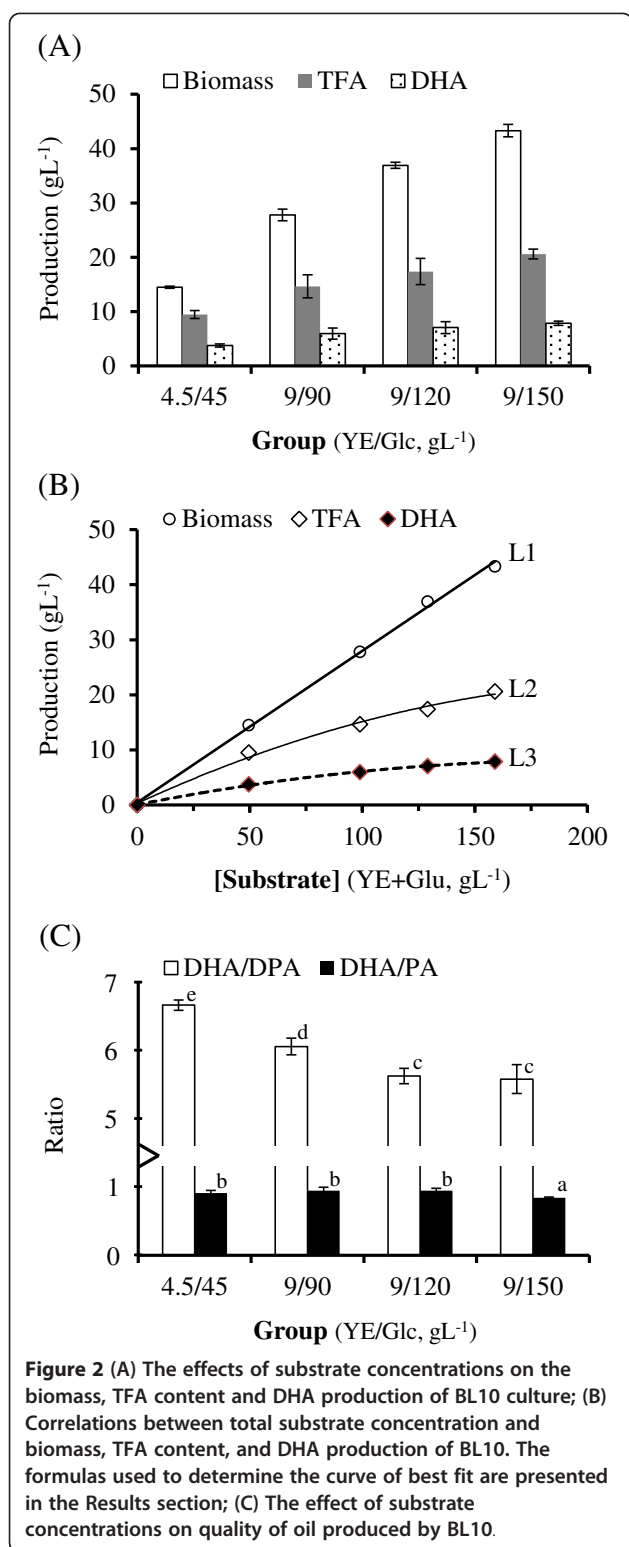 (A)
Biomass TFA DHA
Production (gL-1)
50
40
30
20
10
0
4.5/45 9/90 9/120 9/150
Group (YE/Glc, gL-1)
(B)
Biomass TFA DHA
Production (gL-1)
50
40
30
20
10
0
L1
L2
L3
0 50 100 150 200
[Substrate] (YE+Glu, gL-1)
(C)
DHA/DPA DHA/PA
Ratio
7
6
5
1
0
e
d
c
c
b
b
b
a
4.5/45 9/90 9/120 9/150
Group (YE/Glc, gL-1)
Figure 2 (A) The effects of substrate concentrations on the
biomass, TFA content and DHA production of BL10 culture; (B)
Correlations between total substrate concentration and
biomass, TFA content, and DHA production of BL10. The
formulas used to determine the curve of best fit are presented
in the Results section; (C) The effect of substrate
concentrations on quality of oil produced by BL10.